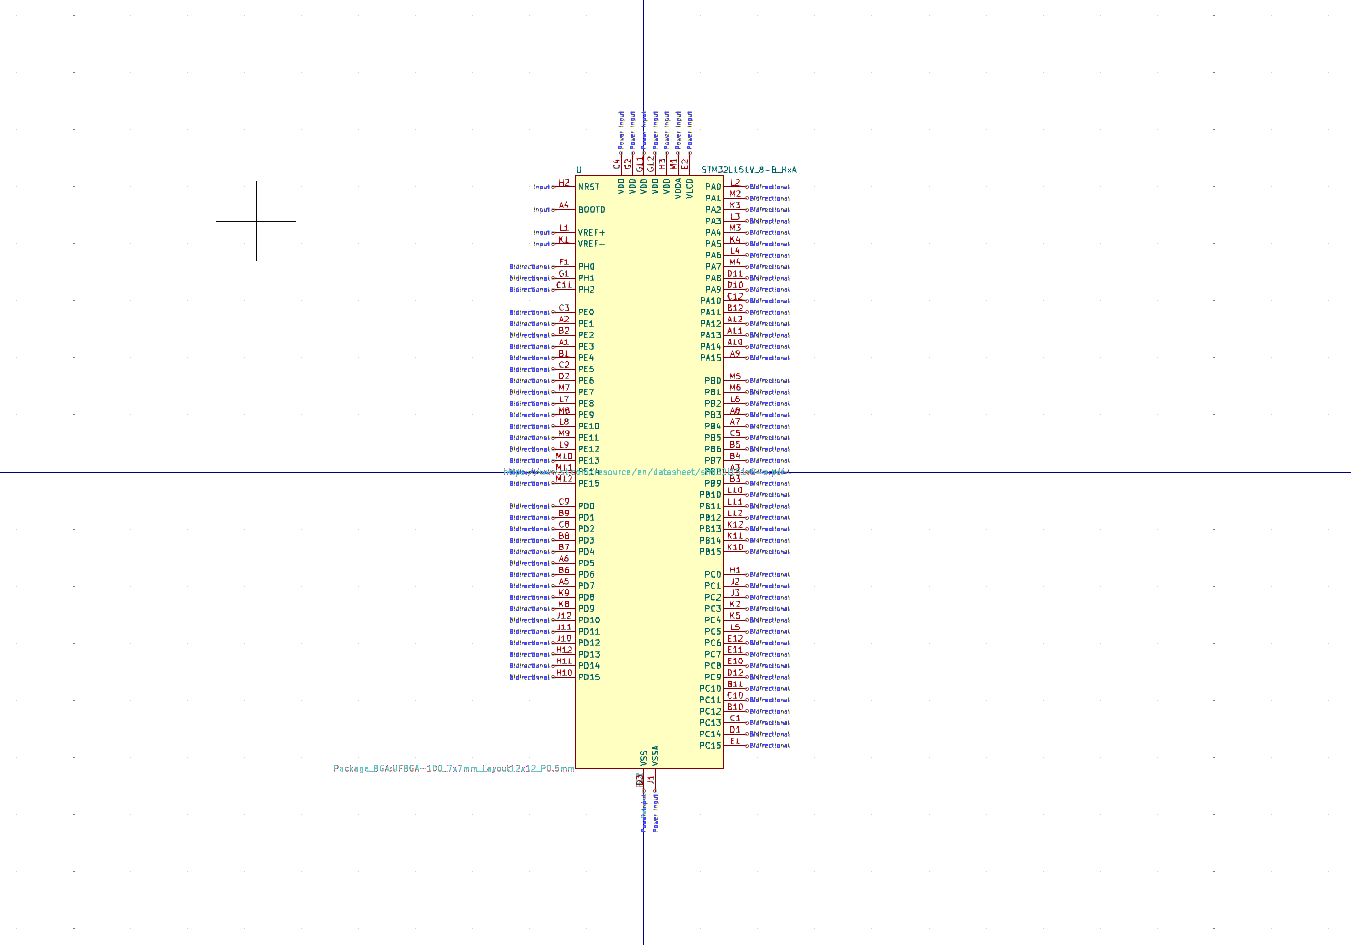 Power Input Power Input Power Input Power Input Power Input Power Input Power Input
C4 G2 G11 G12 H3 M1 E2
U STM32L151V_8-B_HxA
VDD VDD VDD VDD VDD VDDA VLCD
Input H2 NRST PA0 L2 Bidirectional
PA1 M2 Bidirectional
Input A4 BOOT0 PA2 K3 Bidirectional
PA3 L3 Bidirectional
Input L1 VREF+ PA4 M3 Bidirectional
Input K1 VREF- PA5 K4 Bidirectional
PA6 L4 Bidirectional
Bidirectional F1 PH0 PA7 M4 Bidirectional
Bidirectional G1 PH1 PA8 D11 Bidirectional
Bidirectional C11 PH2 PA9 D10 Bidirectional
PA10 C12 Bidirectional
Bidirectional C3 PE0 PA11 B12 Bidirectional
Bidirectional A2 PE1 PA12 A12 Bidirectional
Bidirectional B2 PE2 PA13 A11 Bidirectional
Bidirectional A1 PE3 PA14 A10 Bidirectional
Bidirectional B1 PE4 PA15 A9 Bidirectional
Bidirectional C2 PE5
Bidirectional D2 PE6 PB0 M5 Bidirectional
Bidirectional M7 PE7 PB1 M6 Bidirectional
Bidirectional L7 PE8 PB2 L6 Bidirectional
Bidirectional M8 PE9 PB3 A8 Bidirectional
Bidirectional L8 PE10 PB4 A7 Bidirectional
Bidirectional M9 PE11 PB5 C5 Bidirectional
Bidirectional L9 PE12 PB6 B5 Bidirectional
Bidirectional M10 PE13 PB7 B4 Bidirectional
M11 PE14 A3
Bidirectional M12 PE15 PB9 B3 Bidirectional
PB10 L10 Bidirectional
Bidirectional C9 PD0 PB11 L11 Bidirectional
Bidirectional B9 PD1 PB12 L12 Bidirectional
Bidirectional C8 PD2 PB13 K12 Bidirectional
Bidirectional B8 PD3 PB14 K11 Bidirectional
Bidirectional B7 PD4 PB15 K10 Bidirectional
Bidirectional A6 PD5
Bidirectional B6 PD6 PC0 H1 Bidirectional
Bidirectional A5 PD7 PC1 J2 Bidirectional
Bidirectional K9 PD8 PC2 J3 Bidirectional
Bidirectional K8 PD9 PC3 K2 Bidirectional
Bidirectional J12 PD10 PC4 K5 Bidirectional
Bidirectional J11 PD11 PC5 L5 Bidirectional
Bidirectional J10 PD12 PC6 E12 Bidirectional
Bidirectional H12 PD13 PC7 E11 Bidirectional
Bidirectional H11 PD14 PC8 E10 Bidirectional
Bidirectional H10 PD15 PC9 D12 Bidirectional
PC10 B11 Bidirectional
PC11 C10 Bidirectional
PC12 B10 Bidirectional
PC13 C1 Bidirectional
PC14 D1 Bidirectional
PC15 E1 Bidirectional
VSS VSSA
Package_BGA:UFBGA-100_7x7mm_Layout12x12_P0.5mm
D3 J1
Power Input Power Input